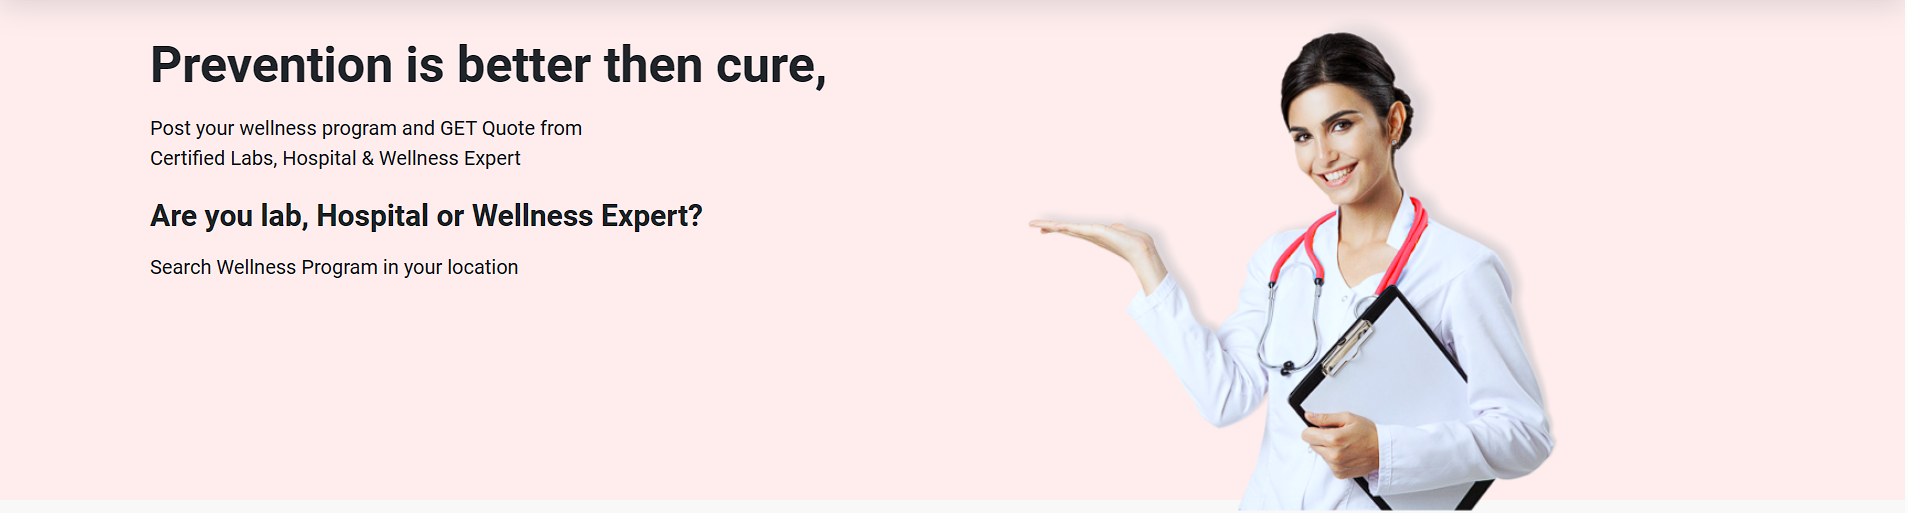 Prevention is better then cure,
Post your wellness program and GET Quote from
Certified Labs, Hospital & Wellness Expert
Are you lab, Hospital or Wellness Expert?
Search Wellness Program in your location